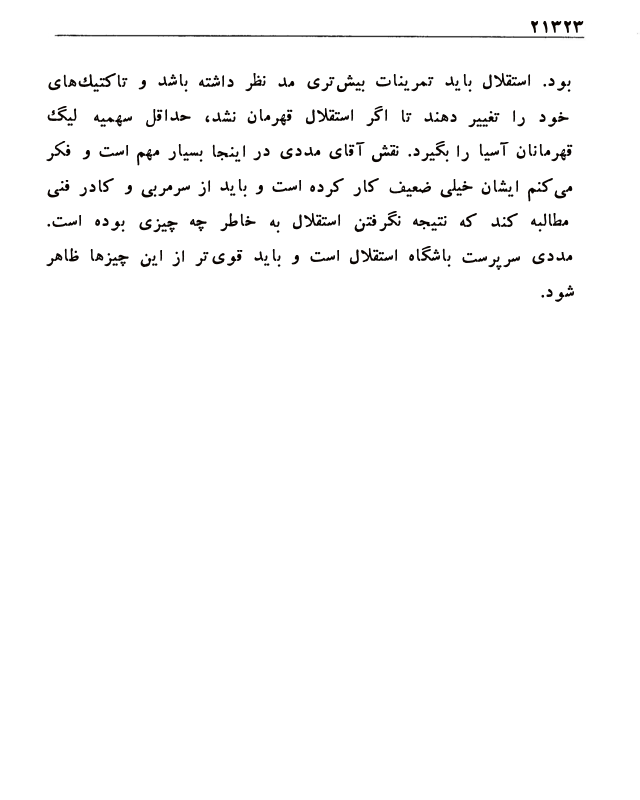 ۲۱۳۲۳
بود. استقلال باید تمرینات بیش‌تری مد نظر داشته باشد و تاکتیك‌های
خود را تغییر دهند تا اگر استقلال قهرمان نشد، حداقل سهمیه لیگ
قهرمانان آسیا را بگیرد. نقش آقای مددی در اینجا بسیار مهم است و فکر
می‌کنم ایشان خیلی ضعیف کار کرده است و باید از سرمربی و کادر فنی
مطالبه کند که نتیجه نگرفتن استقلال به خاطر چه چیزی بوده است.
مددی سرپرست باشگاه استقلال است و باید قوی‌تر از این چیزها ظاهر
شود.